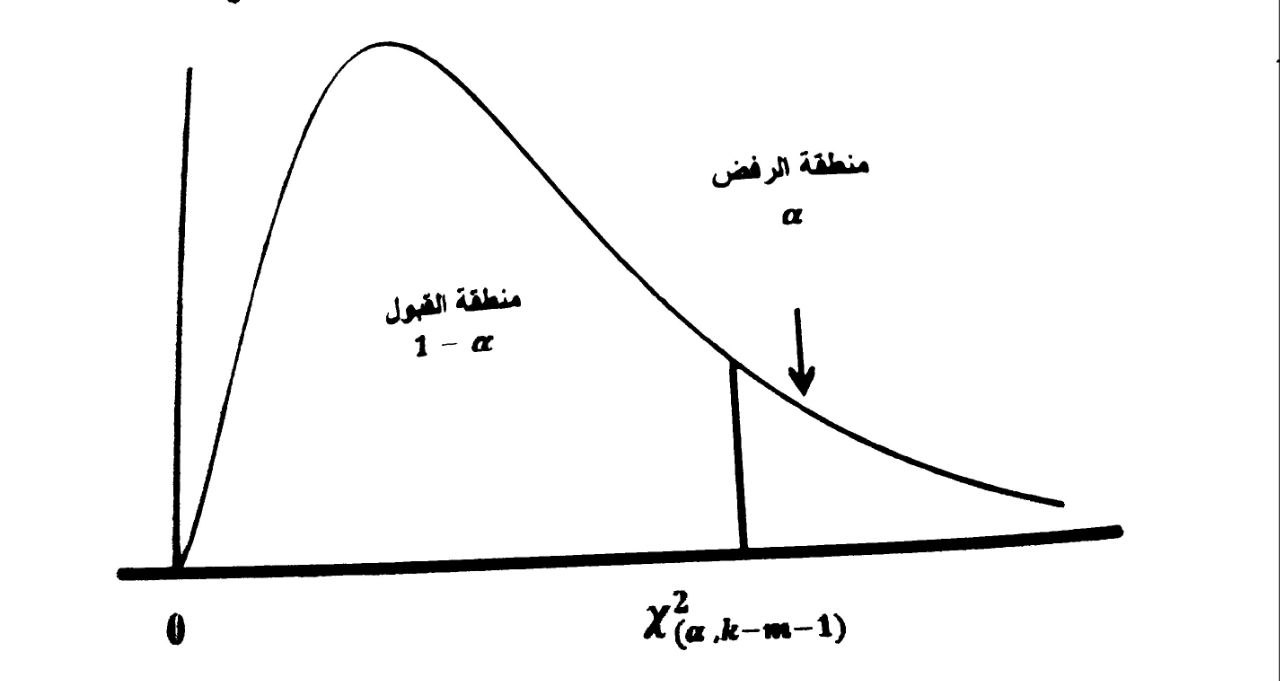 منطقة الرفض
α
منطقة القبول
1 − α
0
χ²(α ,k−m−1)